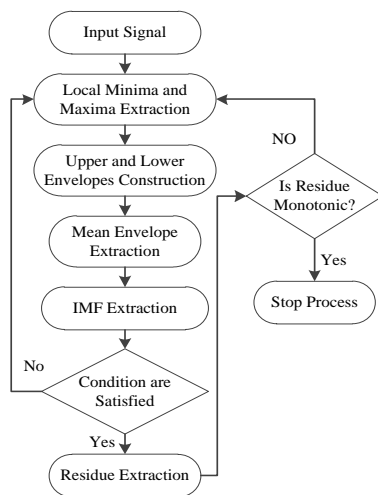 Input Signal
Local Minima and
Maxima Extraction
Upper and Lower
Envelopes Construction
Mean Envelope
Extraction
IMF Extraction
No
Condition are
Satisfied
Yes
Residue Extraction
NO
Is Residue
Monotonic?
Yes
Stop Process